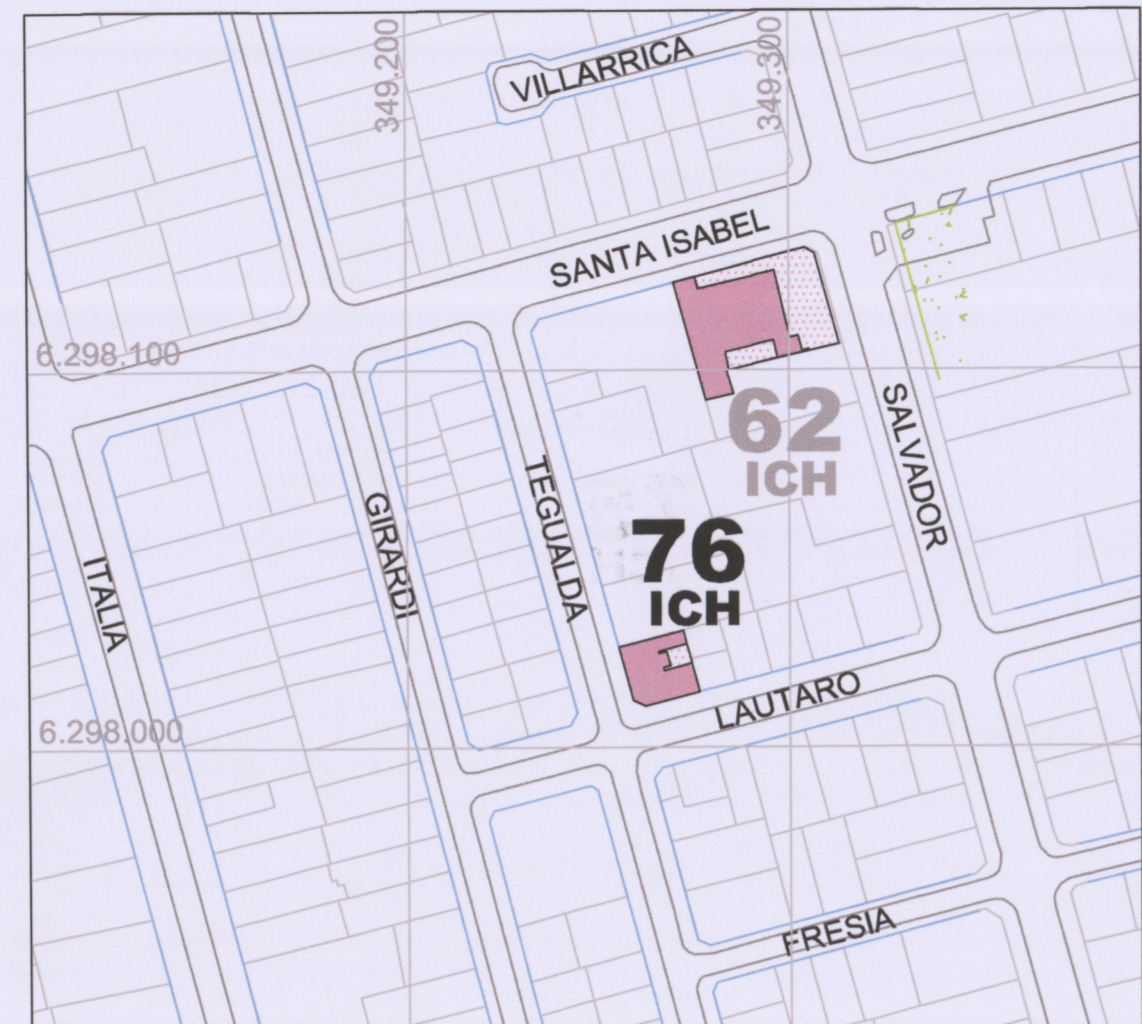 349.200
349.300
VILLARRICA
SANTA ISABEL
6.298.100
62
ICH
SALVADOR
TEGUALDA
GIRARDI
76
ICH
ITALIA
LAUTARO
6.298.000
FRESIA